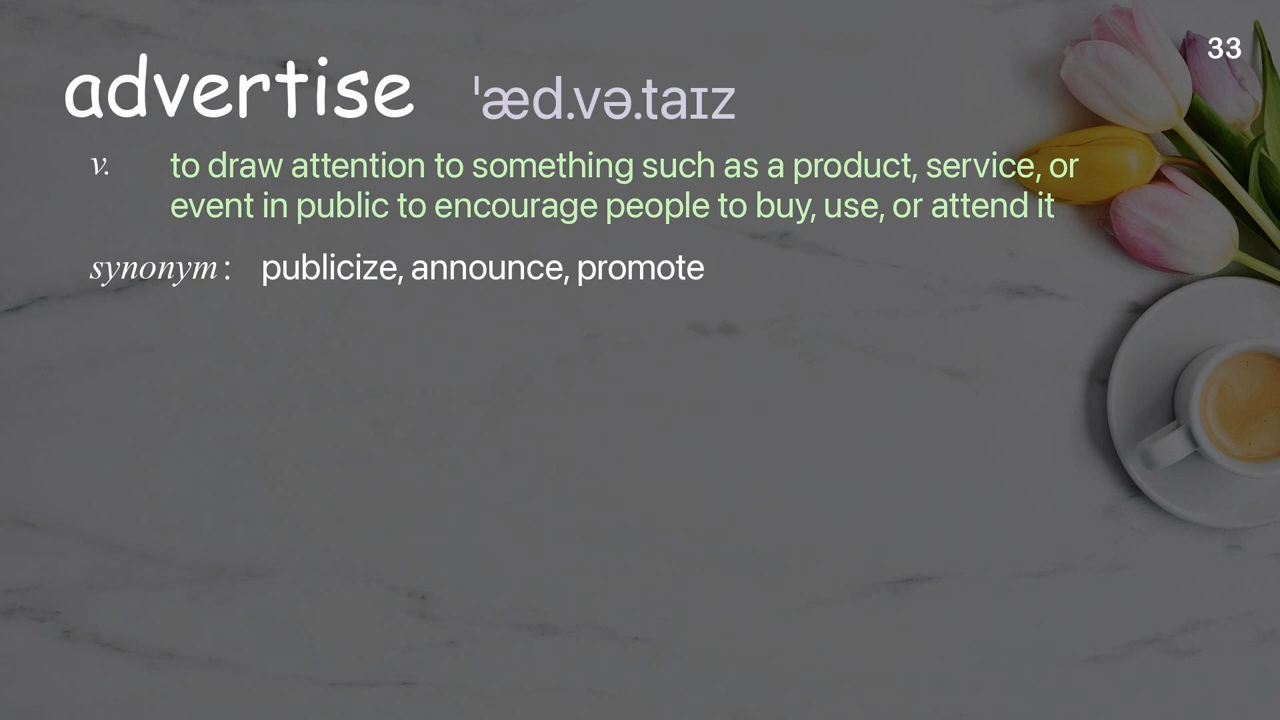 33
advertise ˈæd.və.taɪz
v. to draw attention to something such as a product, service, or
event in public to encourage people to buy, use, or attend it
synonym: publicize, announce, promote